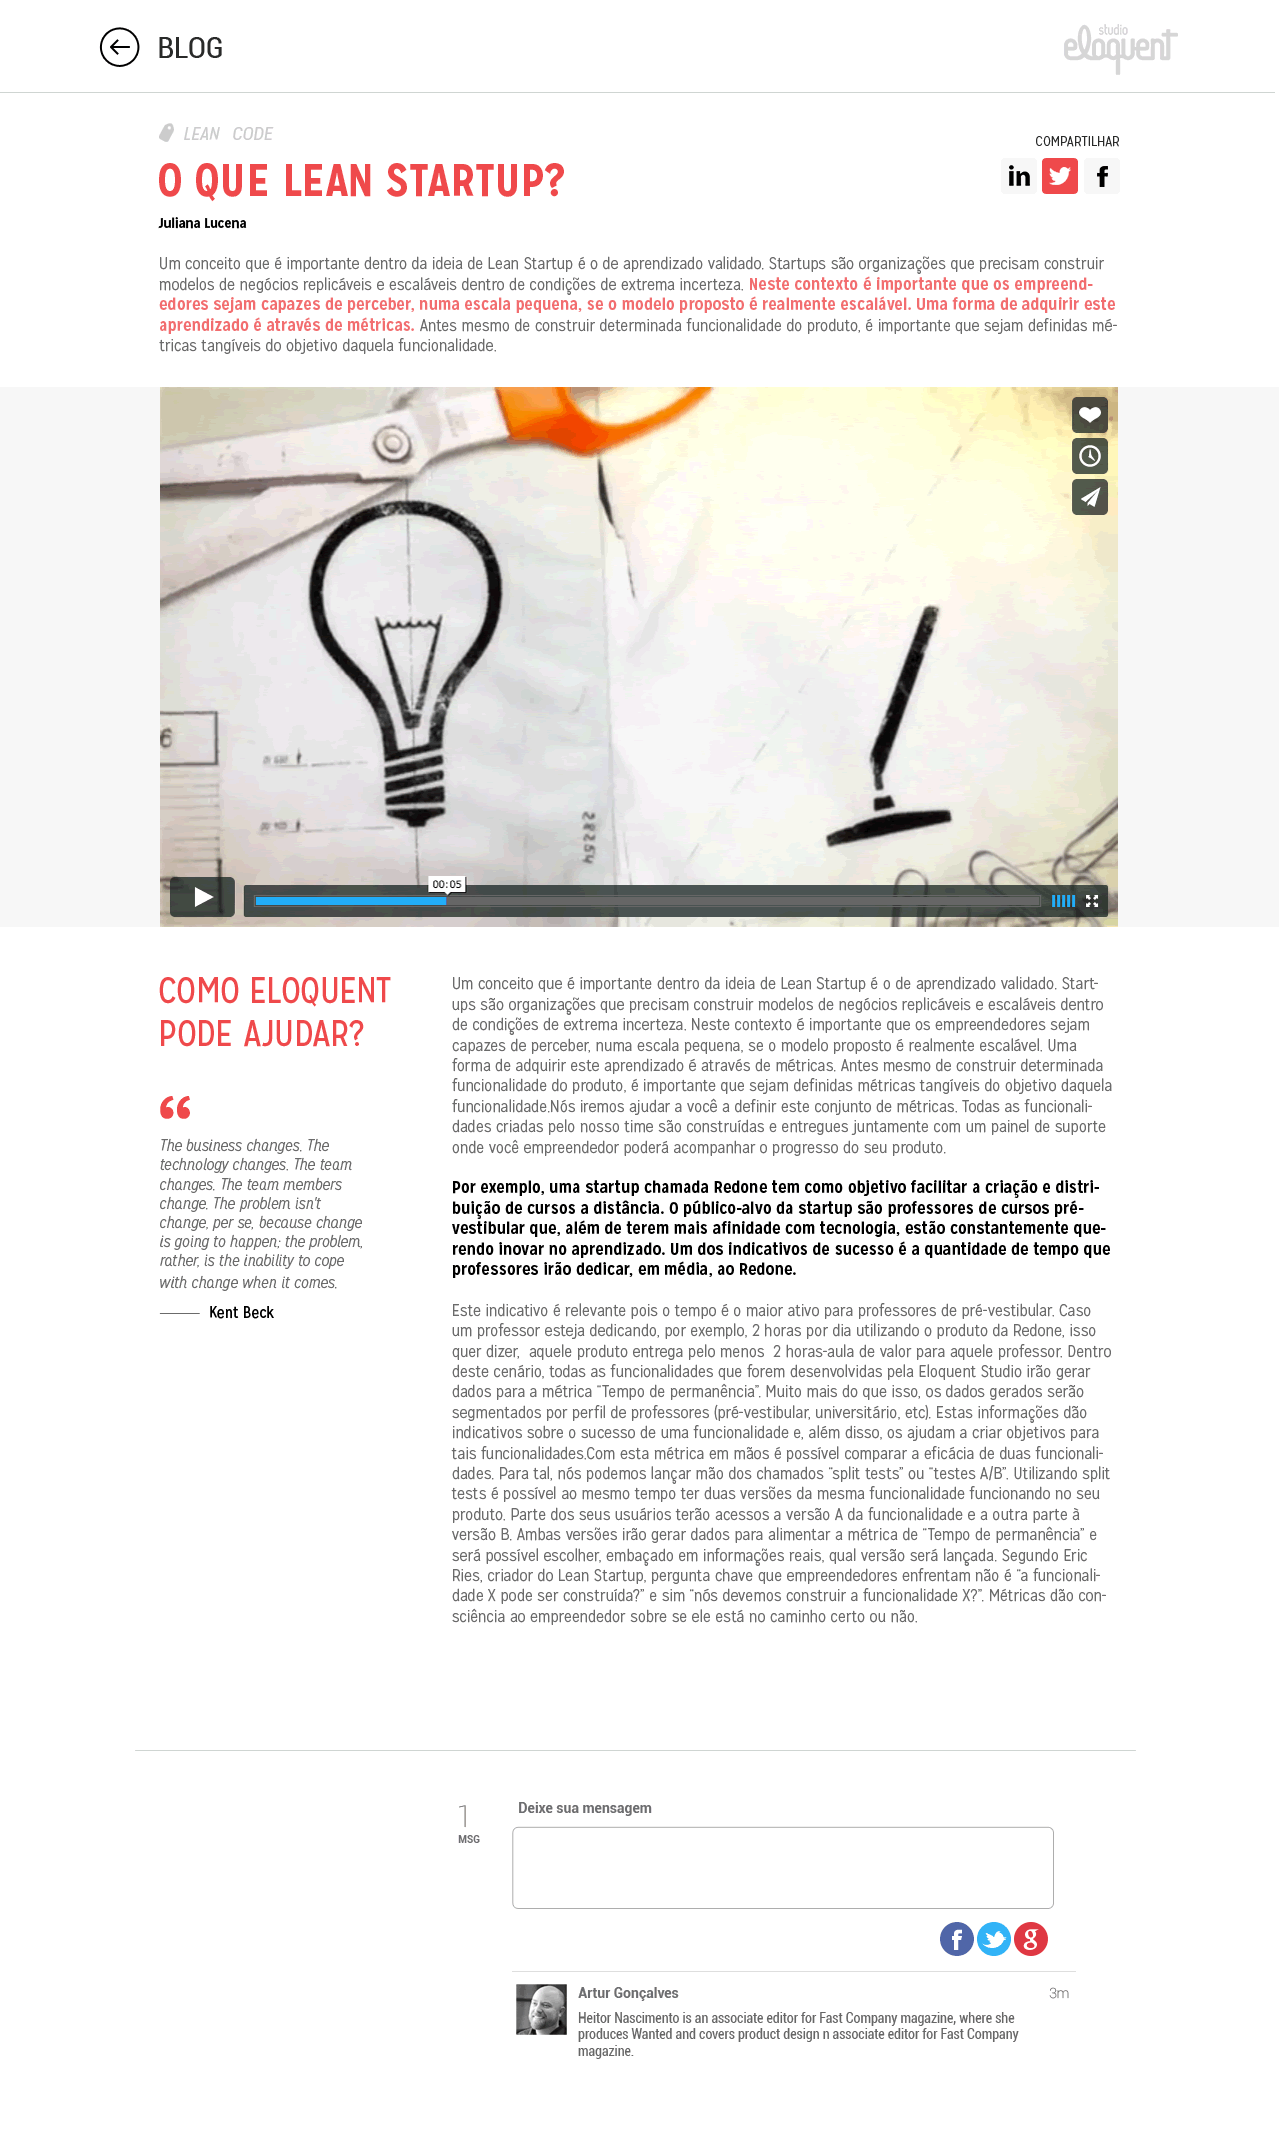 BLOG
studio
eloquent
LEAN CODE
COMPARTILHAR
O QUE LEAN STARTUP?
in f
Juliana Lucena
Um conceito que é importante dentro da ideia de Lean Startup é o de aprendizado validado. Startups são organizações que precisam construir
modelos de negócios replicáveis e escaláveis dentro de condições de extrema incerteza. Neste contexto é importante que os empreend-
edores sejam capazes de perceber, numa escala pequena, se o modelo proposto é realmente escalável. Uma forma de adquirir este
aprendizado é através de métricas. Antes mesmo de construir determinada funcionalidade do produto, é importante que sejam definidas mé-
tricas tangíveis do objetivo daquela funcionalidade.
6
28254
00:05
COMO ELOQUENT
PODE AJUDAR?
“
The business changes. The
technology changes. The team
changes. The team members
change. The problem isn't
change, per se, because change
is going to happen; the problem,
rather, is the inability to cope
with change when it comes.
Kent Beck
Um conceito que é importante dentro da ideia de Lean Startup é o de aprendizado validado. Start-
ups são organizações que precisam construir modelos de negócios replicáveis e escaláveis dentro
de condições de extrema incerteza. Neste contexto é importante que os empreendedores sejam
capazes de perceber, numa escala pequena, se o modelo proposto é realmente escalável. Uma
forma de adquirir este aprendizado é através de métricas. Antes mesmo de construir determinada
funcionalidade do produto, é importante que sejam definidas métricas tangíveis do objetivo daquela
funcionalidade.Nós iremos ajudar a você a definir este conjunto de métricas. Todas as funcionali-
dades criadas pelo nosso time são construídas e entregues juntamente com um painel de suporte
onde você empreendedor poderá acompanhar o progresso do seu produto.
Por exemplo, uma startup chamada Redone tem como objetivo facilitar a criação e distri-
buição de cursos a distância. O público-alvo da startup são professores de cursos pré-
vestibular que, além de terem mais afinidade com tecnologia, estão constantemente que-
rendo inovar no aprendizado. Um dos indicativos de sucesso é a quantidade de tempo que
professores irão dedicar, em média, ao Redone.
Este indicativo é relevante pois o tempo é o maior ativo para professores de pré-vestibular. Caso
um professor esteja dedicando, por exemplo, 2 horas por dia utilizando o produto da Redone, isso
quer dizer, aquele produto entrega pelo menos 2 horas-aula de valor para aquele professor. Dentro
deste cenário, todas as funcionalidades que forem desenvolvidas pela Eloquent Studio irão gerar
dados para a métrica “Tempo de permanência”. Muito mais do que isso, os dados gerados serão
segmentados por perfil de professores (pré-vestibular, universitário, etc). Estas informações dão
indicativos sobre o sucesso de uma funcionalidade e, além disso, os ajudam a criar objetivos para
tais funcionalidades.Com esta métrica em mãos é possível comparar a eficácia de duas funcionali-
dades. Para tal, nós podemos lançar mão dos chamados “split tests” ou “testes A/B”. Utilizando split
tests é possível ao mesmo tempo ter duas versões da mesma funcionalidade funcionando no seu
produto. Parte dos seus usuários terão acessos a versão A da funcionalidade e a outra parte à
versão B. Ambas versões irão gerar dados para alimentar a métrica de “Tempo de permanência” e
será possível escolher, embaçado em informações reais, qual versão será lançada. Segundo Eric
Ries, criador do Lean Startup, pergunta chave que empreendedores enfrentam não é “a funcionali-
dade X pode ser construída?” e sim “nós devemos construir a funcionalidade X?”. Métricas dão con-
sciência ao empreendedor sobre se ele está no caminho certo ou não.
1
MSG
Deixe sua mensagem
f g
Artur Gonçalves
3m
Heitor Nascimento is an associate editor for Fast Company magazine, where she
produces Wanted and covers product design n associate editor for Fast Company
magazine.